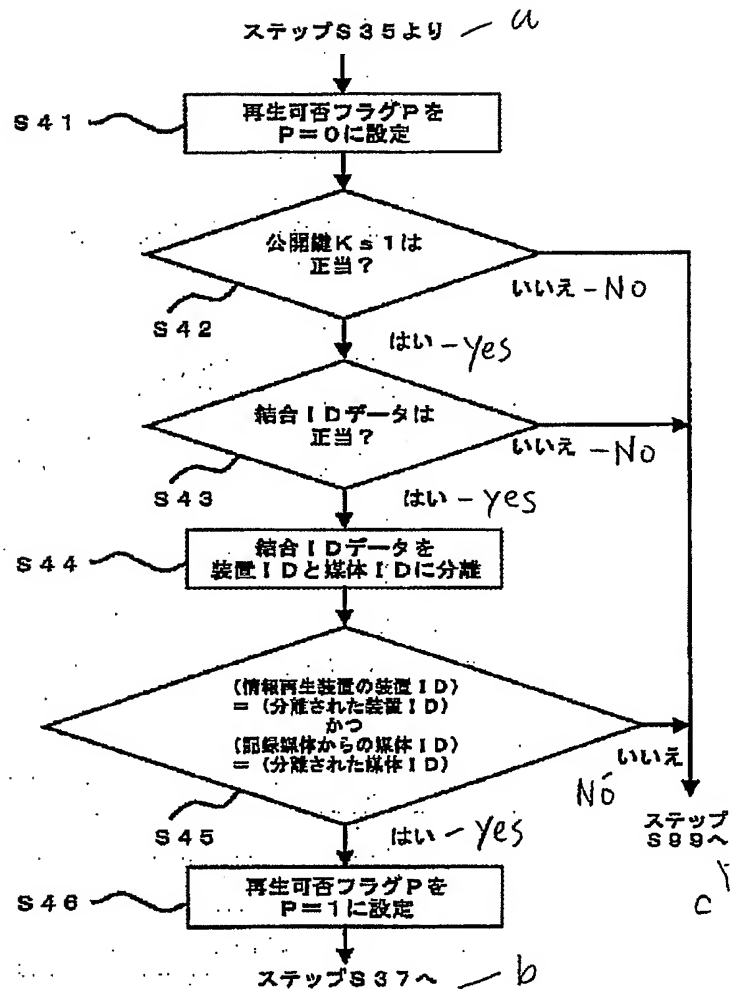 ステップS35より a
S41
再生可否フラグPを
P=0に設定
公開鍵Ks1は
正当?
いいえ-No
S42
はい-yes
結合IDデータは
正当?
いいえ-No
S43
はい-yes
S44
結合IDデータを
装置IDと媒体IDに分離
(情報再生装置の装置ID)
=(分離された装置ID)
かつ
(記録媒体からの媒体ID)
=(分離された媒体ID)
いいえ
No
S45
はい-yes
ステップ
S99へ
c
S46
再生可否フラグPを
P=1に設定
ステップS37へ b